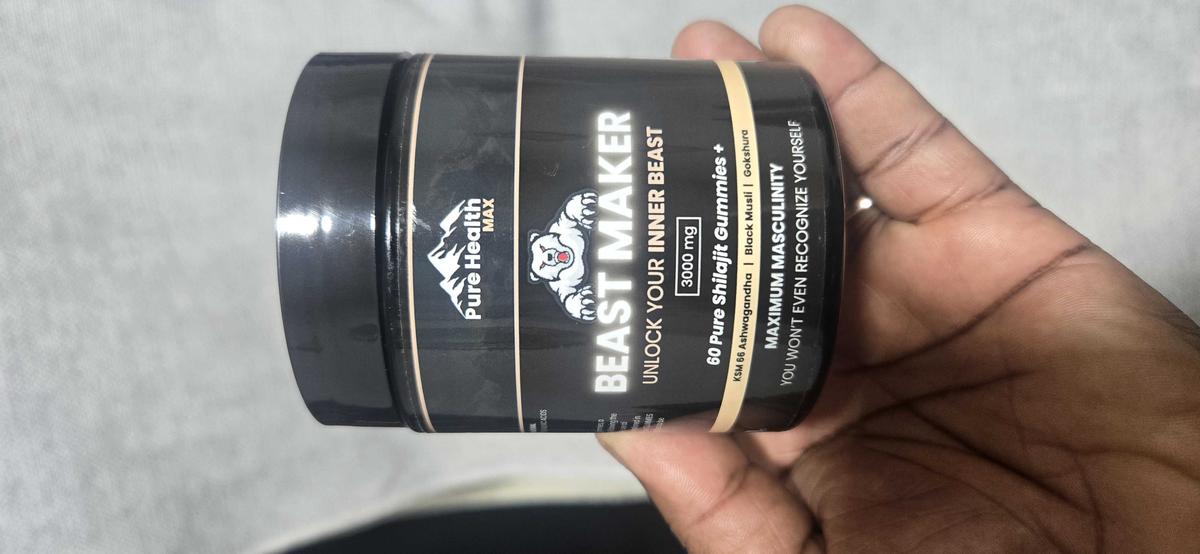 Pure Health
MAX
BEAST MAKER
UNLOCK YOUR INNER BEAST
3000 mg
60 Pure Shilajit Gummies +
KSM 66 Ashwagandha | Black Musli | Gokshura
MAXIMUM MASCULINITY
YOU WON'T EVEN RECOGNIZE YOURSELF